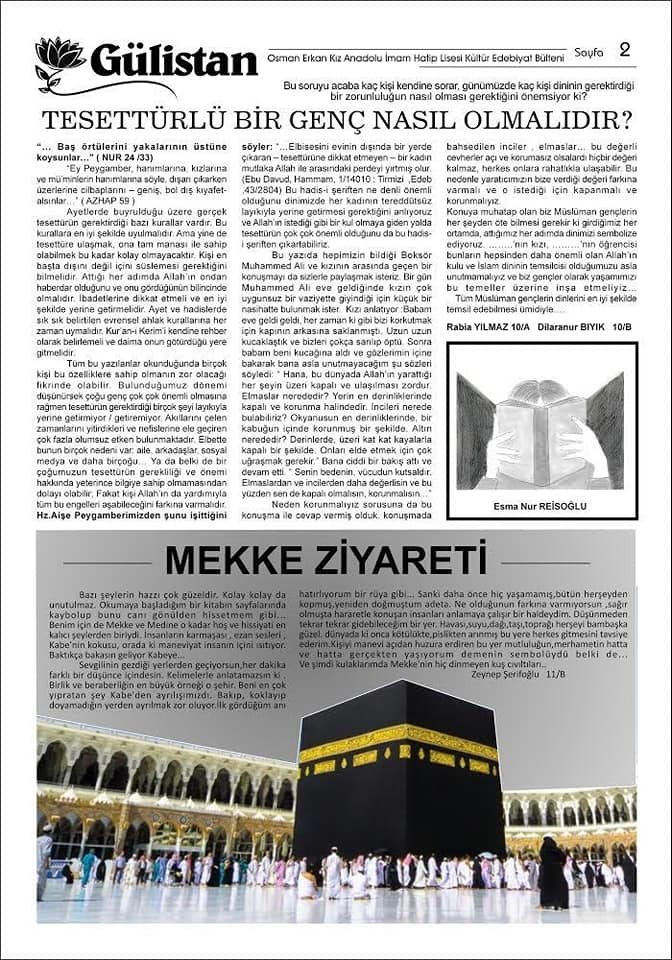 Gülistan
Osman Erkan Kız Anadolu İmam Hatip Lisesi Kültür Edebiyat Bülteni
Sayfa 2
Bu soruyu acaba kaç kişi kendine sorar, günümüzde kaç kişi dininin gerektirdiği
bir zorunluluğun nasıl olması gerektiğini önemsiyor ki?
TESETTÜRLÜ BİR GENÇ NASIL OLMALIDIR?
“… Baş örtülerini yakalarının üstüne
koysunlar…” ( NUR 24 /33)
“Ey Peygamber, hanımlarına, kızlarına
ve mü'minlerin hanımlarına söyle, dışarı çıkarken
üzerlerine cilbaplarını – geniş, bol dış kıyafet-
alsınlar…” ( AZHAP 59 )
Ayetlerde buyrulduğu üzere gerçek
tesettürün gerektirdiği bazı kurallar vardır. Bu
kurallara en iyi şekilde uyulmalıdır. Ama yine de
tesettüre ulaşmak, ona tam manası ile sahip
olabilmek bu kadar kolay olmayacaktır. Kişi en
başta dışını değil için süslemesi gerektiğini
bilmelidir. Attığı her adımda Allah'ın ondan
haberdar olduğunu ve onu gördüğünün bilincinde
olmalıdır. İbadetlerine dikkat etmeli ve en iyi
şekilde yerine getirmelidir. Ayet ve hadislerde
sık sık belirtilen evrensel ahlak kurallarına her
zaman uymalıdır. Kur'an-ı Kerim'i kendine rehber
olarak belirlemeli ve daima onun götürdüğü yere
gitmelidir.
Tüm bu yazılanlar okunduğunda birçok
kişi bu özelliklere sahip olmanın zor olacağı
fikrinde olabilir. Bulunduğumuz dönemi
düşünürsek çoğu genç çok çok önemli olmasına
rağmen tesettürün gerektirdiği birçok şeyi layıkıyla
yerine getirmiyor / getiremiyor. Akıllarını çelen
zamanlarını yitirdikleri ve nefislerine ele geçiren
çok fazla olumsuz etken bulunmaktadır. Elbette
bunun birçok nedeni var: aile, arkadaşlar, sosyal
medya ve daha birçoğu… Ya da belki de bir
çoğumuzun tesettürün gerekliliği ve önemi
hakkında yeterince bilgiye sahip olmamasından
dolayı olabilir; Fakat kişi Allah'ın da yardımıyla
tüm bu engelleri aşabileceğini farkına varmalıdır.
Hz.Aişe Peygamberimizden şunu işittiğini
söyler: “…Elbisesini evinin dışında bir yerde
çıkaran – tesettürüne dikkat etmeyen – bir kadın
mutlaka Allah ile arasındaki perdeyi yırtmış olur.
(Ebu Davud, Hammam, 1/14010 : Tirmizi ,Edeb
,43/2804) Bu hadis-i şeriften ne denli önemli
olduğunu dinimizde her kadının tereddütsüz
layıkıyla yerine getirmesi gerektiğini anlıyoruz
ve Allah'ın istediği gibi bir kul olmaya giden yolda
tesettürün çok çok önemli olduğunu da bu hadis-
i şeriften çıkartabiliriz.
Bu yazıda hepimizin bildiği Boksör
Muhammed Ali ve kızının arasında geçen bir
konuşmayı da sizlerle paylaşmak isteriz. Bir gün
Muhammed Ali eve geldiğinde kızın çok
uygunsuz bir vaziyette giyindiği için küçük bir
nasihatte bulunmak ister. Kızı anlatıyor :Babam
eve geldi geldi, her zaman ki gibi bizi korkutmak
için kapının arkasına saklanmıştı. Uzun uzun
kucaklaştık ve bizleri çokça sarılıp öptü. Sonra
babam beni kucağına aldı ve gözlerimin içine
bakarak bana asla unutmayacağım şu sözleri
söyledi: “ Hana, bu dünyada Allah'ın yarattığı
her şeyin üzeri kapalı ve ulaşılması zordur.
Elmaslar nerededir? Yerin en derinliklerinde
kapalı ve korunma halindedir. İncileri nerede
bulabiliriz? Okyanusun en derinliklerinde, bir
kabuğun içinde korunmuş bir şekilde. Altın
nerededir? Derinlerde, üzeri kat kat kayalarla
kapalı bir şekilde. Onları elde etmek için çok
uğraşmak gerekir.” Bana ciddi bir bakış attı ve
devam etti. “ Senin bedenin, vücudun kutsaldır.
Elmaslardan ve incilerden daha değerlisin ve bu
yüzden sen de kapalı olmalısın, korunmalısın…”
Neden korunmalıyız sorusuna da bu
konuşma ile cevap vermiş olduk. konuşmada
bahsedilen inciler , elmaslar… bu değerli
cevherler açı ve korumasız olsalardı hiçbir değeri
kalmaz, herkes onlara rahatlıkla ulaşabilir. Bu
nedenle yaratıcımızın bize verdiği değeri farkına
varmalı ve o istediği için kapanmalı ve
korunmalıyız.
Konuya muhatap olan biz Müslüman gençlerin
her şeyden öte bilmesi gerekir ki girdiğimiz her
ortamda, attığımız her adımda dinimizi sembolize
ediyoruz. ……..'nın kızı, ………'nın öğrencisi
bunların hepsinden daha önemli olan Allah'ın
kulu ve İslam dininin temsilcisi olduğumuzu asla
unutmamalıyız ve biz gençler olarak yaşamımızı
bu temeller üzerine inşa etmeliyiz…
Tüm Müslüman gençlerin dinlerini en iyi şekilde
temsil edebilmesi ümidiyle….
Rabia YILMAZ 10/A Dilaranur BIYIK 10/B
Esma Nur REİSOĞLU
MEKKE ZİYARETİ
Bazı şeylerin hazzı çok güzeldir. Kolay kolay da
unutulmaz. Okumaya başladığım bir kitabın sayfalarında
kaybolup bunu canı gönülden hissetmem gibi...
Benim için de Mekke ve Medine o kadar hoş ve hissiyatı en
kalıcı şeylerden biriydi. İnsanların karmaşası , ezan sesleri ,
Kabe'nin kokusu, orada ki maneviyat insanın içini ısıtıyor.
Baktıkça bakasın geliyor Kabeye...
Sevgilinin gezdiği yerlerden geçiyorsun,her dakika
farklı bir düşünce içindesin. Kelimelerle anlatamazsın ki .
Birlik ve beraberliğin en büyük örneği o şehir. Beni en çok
yıpratan şey Kabe'den ayrılışımızdı. Bakıp, koklayıp
doyamadığın yerden ayrılmak zor oluyor.İlk gördüğüm anı
hatırlıyorum bir rüya gibi... Sanki daha önce hiç yaşamamış,bütün herşeyden
kopmuş,yeniden doğmuştum adeta. Ne olduğunun farkına varmıyorsun ,sağır
olmuşta hararetle konuşan insanları anlamaya çalışır bir haldeydim. Düşünmeden
tekrar tekrar gidebileceğim bir yer. Havası,suyu,dağı,taşı,toprağı herşeyi bambaşka
güzel. dünyada ki onca kötülükte,pislikten arınmış bu yere herkes gitmesini tavsiye
ederim.Kişiyi manevi açıdan huzura erdiren bu yer mutluluğun,merhametin hatta
ve hatta gerçekten yaşıyorum demenin sembolüydü belki de...
Ve şimdi kulaklarımda Mekke'nin hiç dinmeyen kuş cıvıltıları..
Zeynep Şerifoğlu 11/B